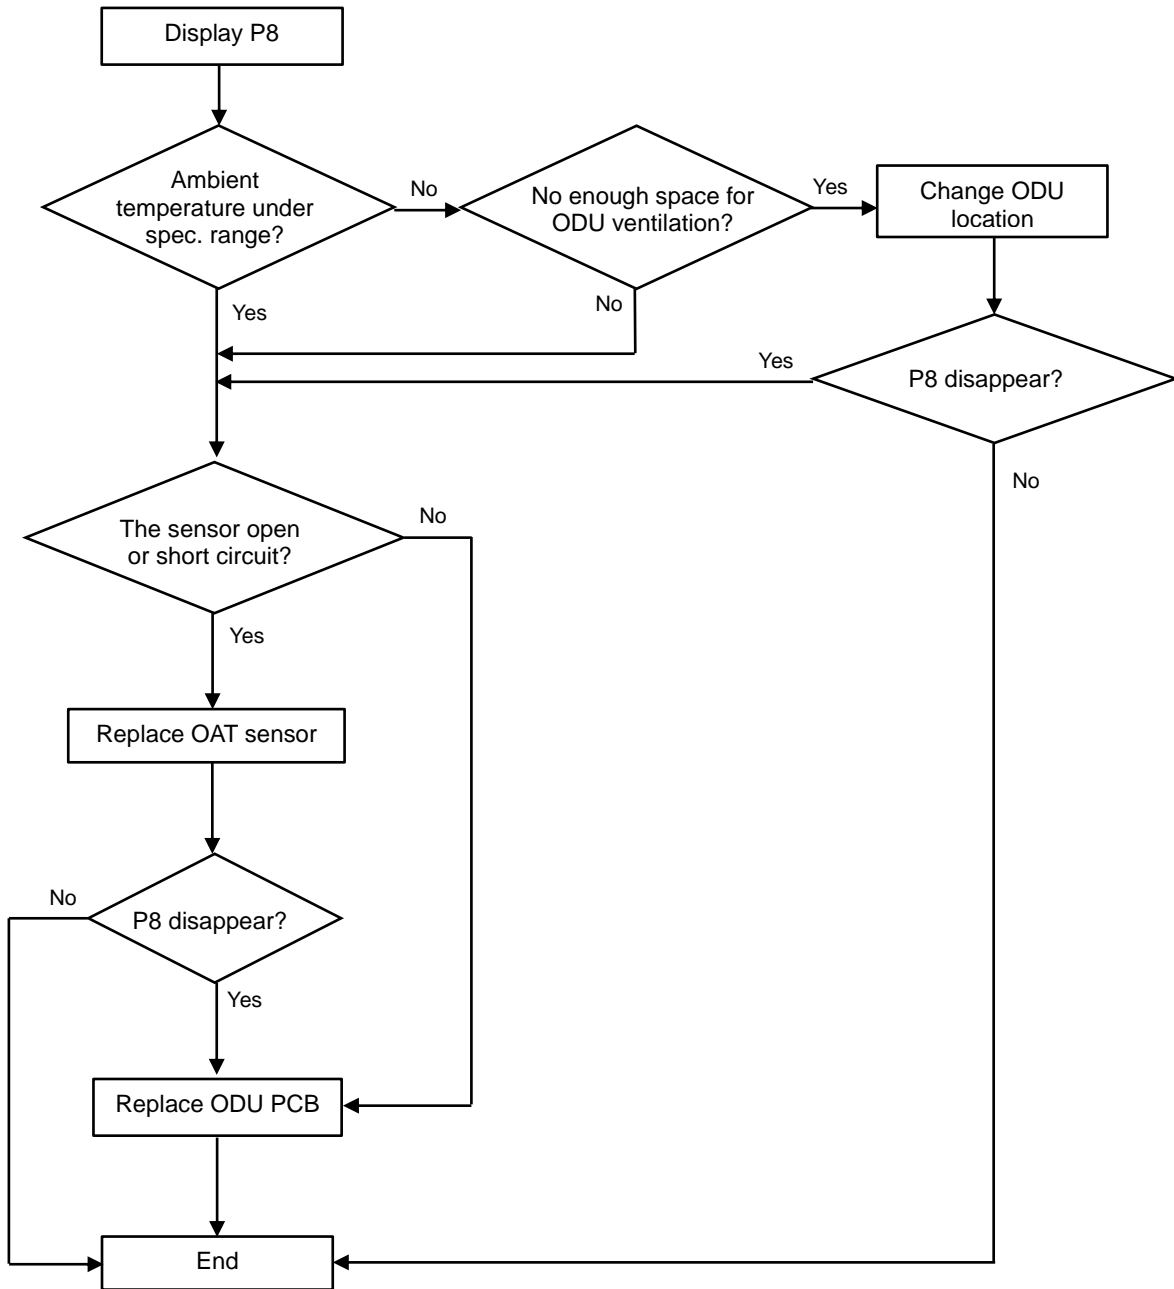 Display P8
Ambient
temperature under
spec. range?
No
No enough space for
ODU ventilation?
Yes
Change ODU
location
Yes
No
Yes
P8 disappear?
No
The sensor open
or short circuit?
No
Yes
Replace OAT sensor
No
P8 disappear?
Yes
Replace ODU PCB
End